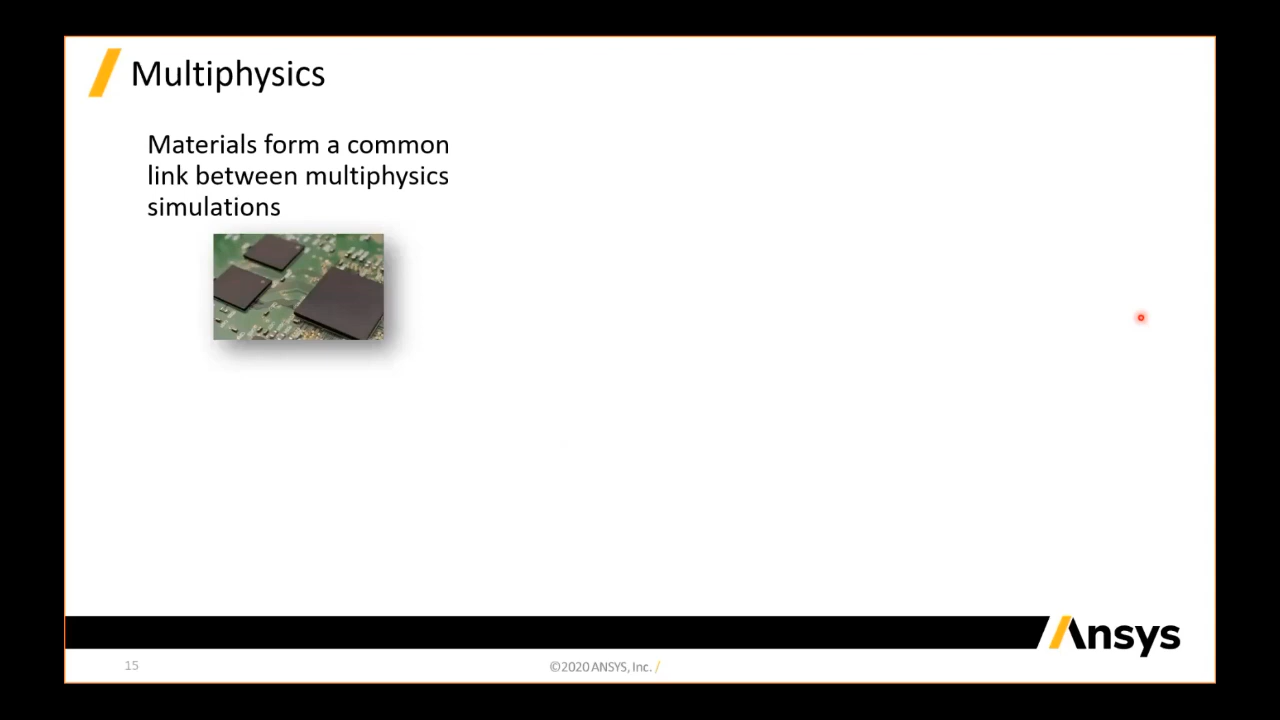 Multiphysics
Materials form a common
link between multiphysics
simulations
Ansys
15
©2020 ANSYS, Inc. /